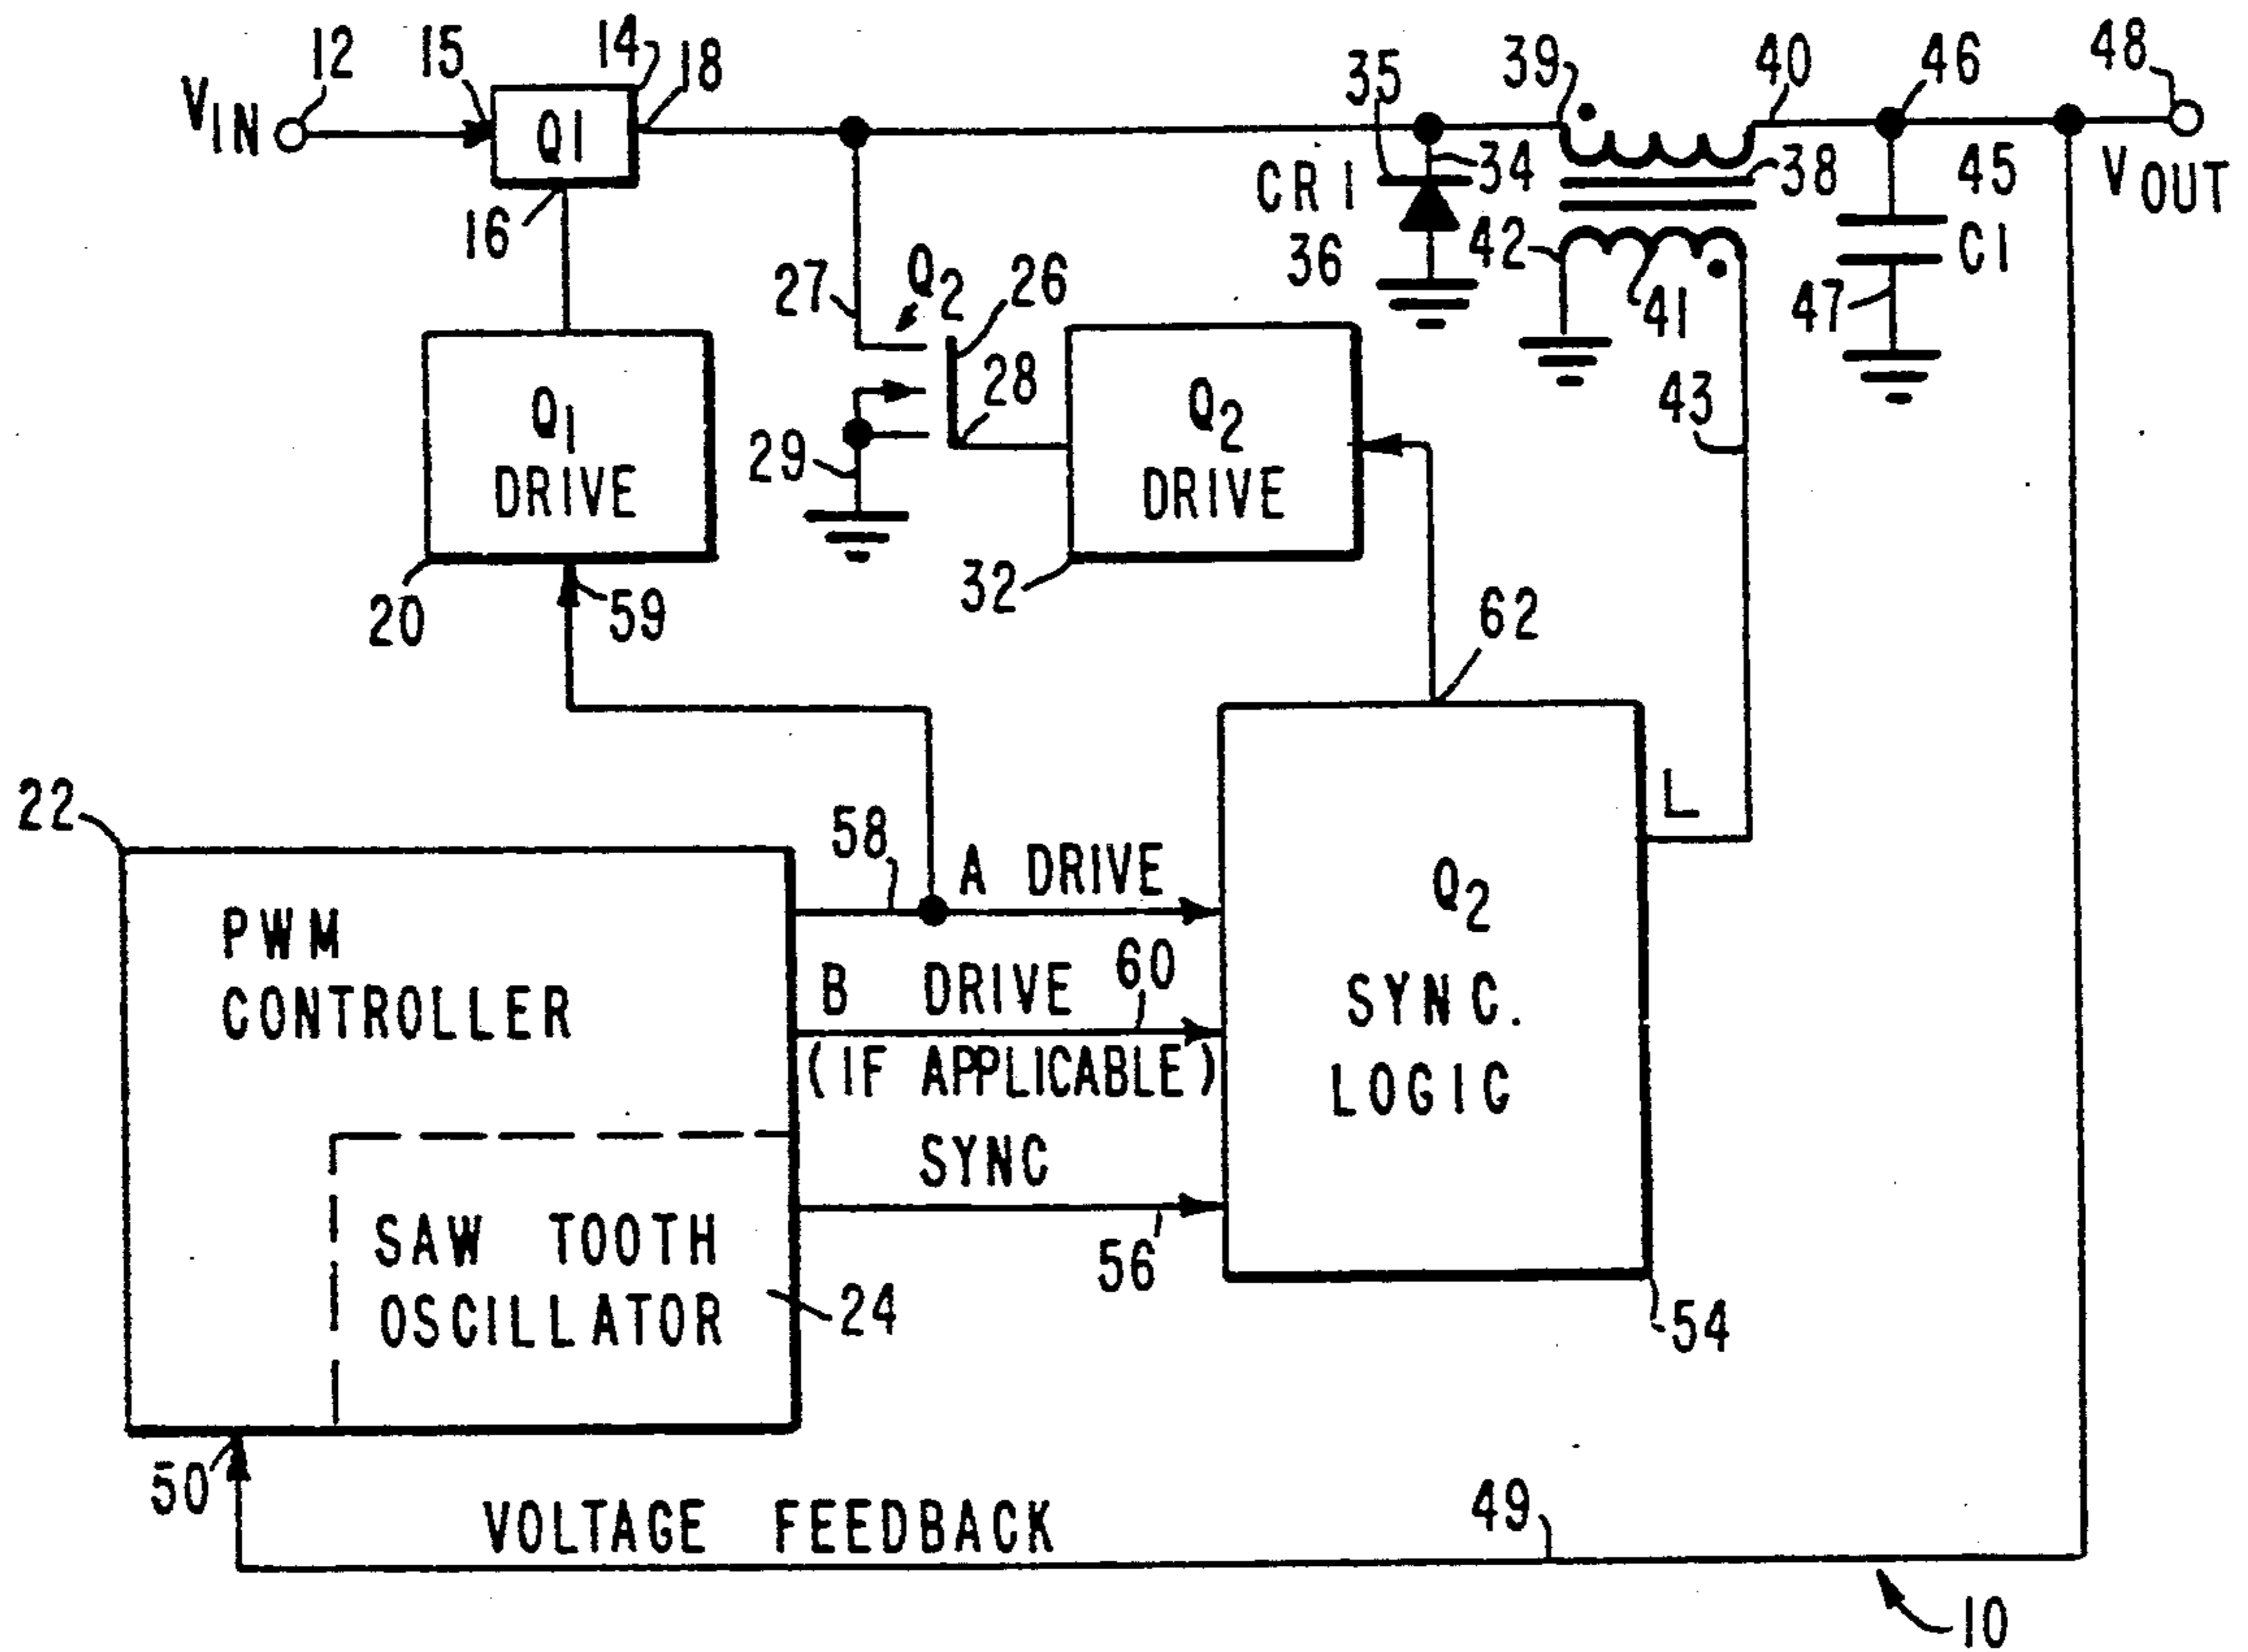 12
15
14
18
35
39
40
46
48
VIN
Q1
CR1
34
38
45
VOUT
16
36
42
41
C1
47
27
Q2
26
28
43
Q1
DRIVE
29
Q2
DRIVE
20
59
32
62
22
58
A DRIVE
L
PWM
CONTROLLER
B DRIVE
60
(IF APPLICABLE)
Q2
SYNC.
LOGIC
SYNC
56
SAW TOOTH
OSCILLATOR
24
54
50
VOLTAGE FEEDBACK
49
10